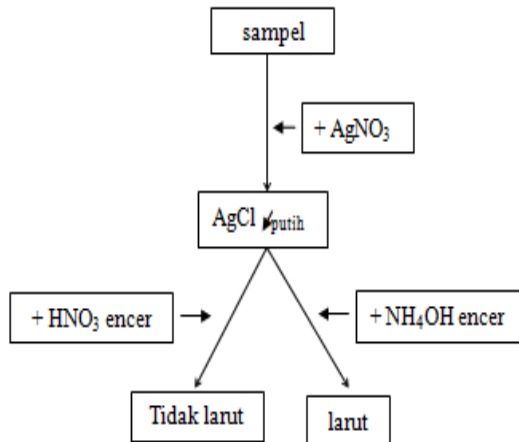 sampel
+ AgNO₃
AgCl ↙putih
+ HNO₃ encer
+ NH₄OH encer
Tidak larut
larut